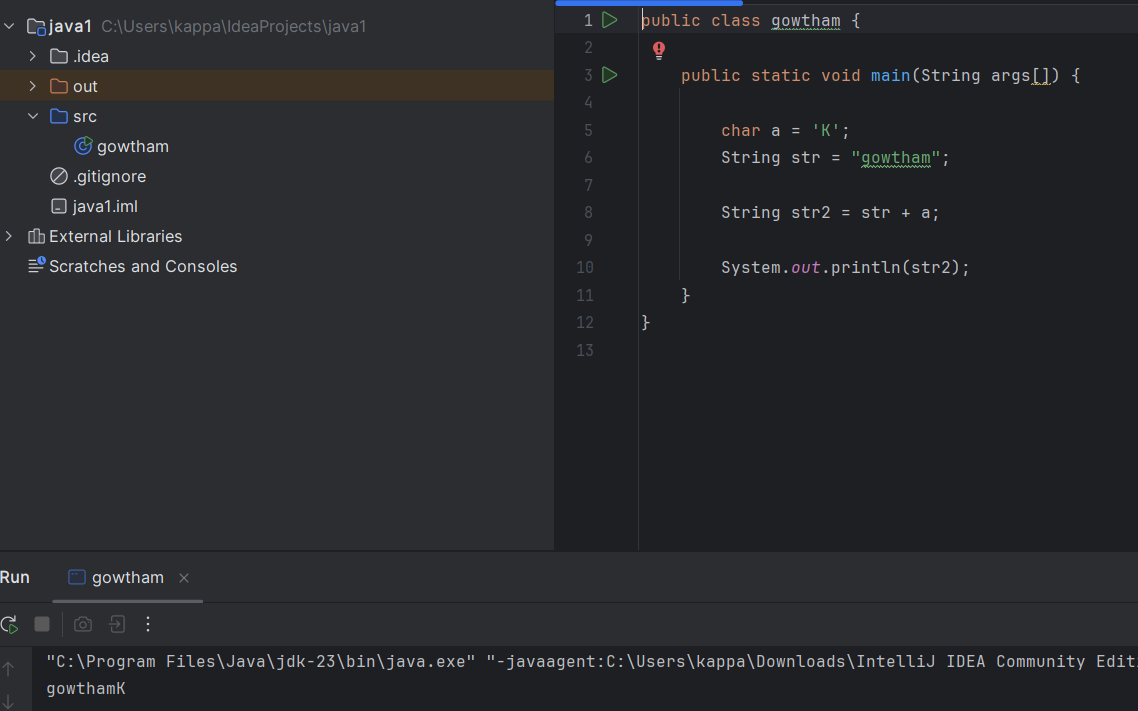 java1 C:\Users\kappa\IdeaProjects\java1
.idea
out
src
gowtham
.gitignore
java1.iml
External Libraries
Scratches and Consoles
1 public class gowtham {
2
3 public static void main(String args[]) {
4
5 char a = 'K';
6 String str = "gowtham";
7
8 String str2 = str + a;
9
10 System.out.println(str2);
11 }
12 }
13
Run gowtham
"C:\Program Files\Java\jdk-23\bin\java.exe" "-javaagent:C:\Users\kappa\Downloads\IntelliJ IDEA Community
gowthamK